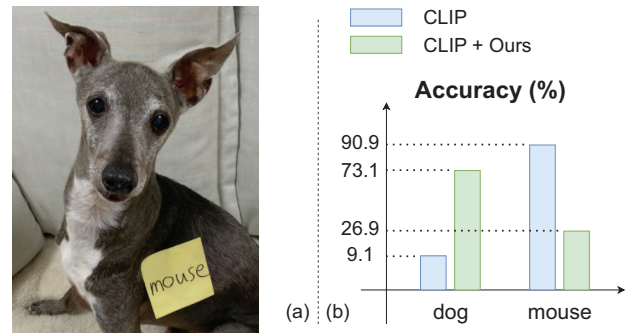 mouse
(a)
(b)
CLIP
CLIP + Ours
Accuracy (%)
90.9
73.1
26.9
9.1
dog
mouse